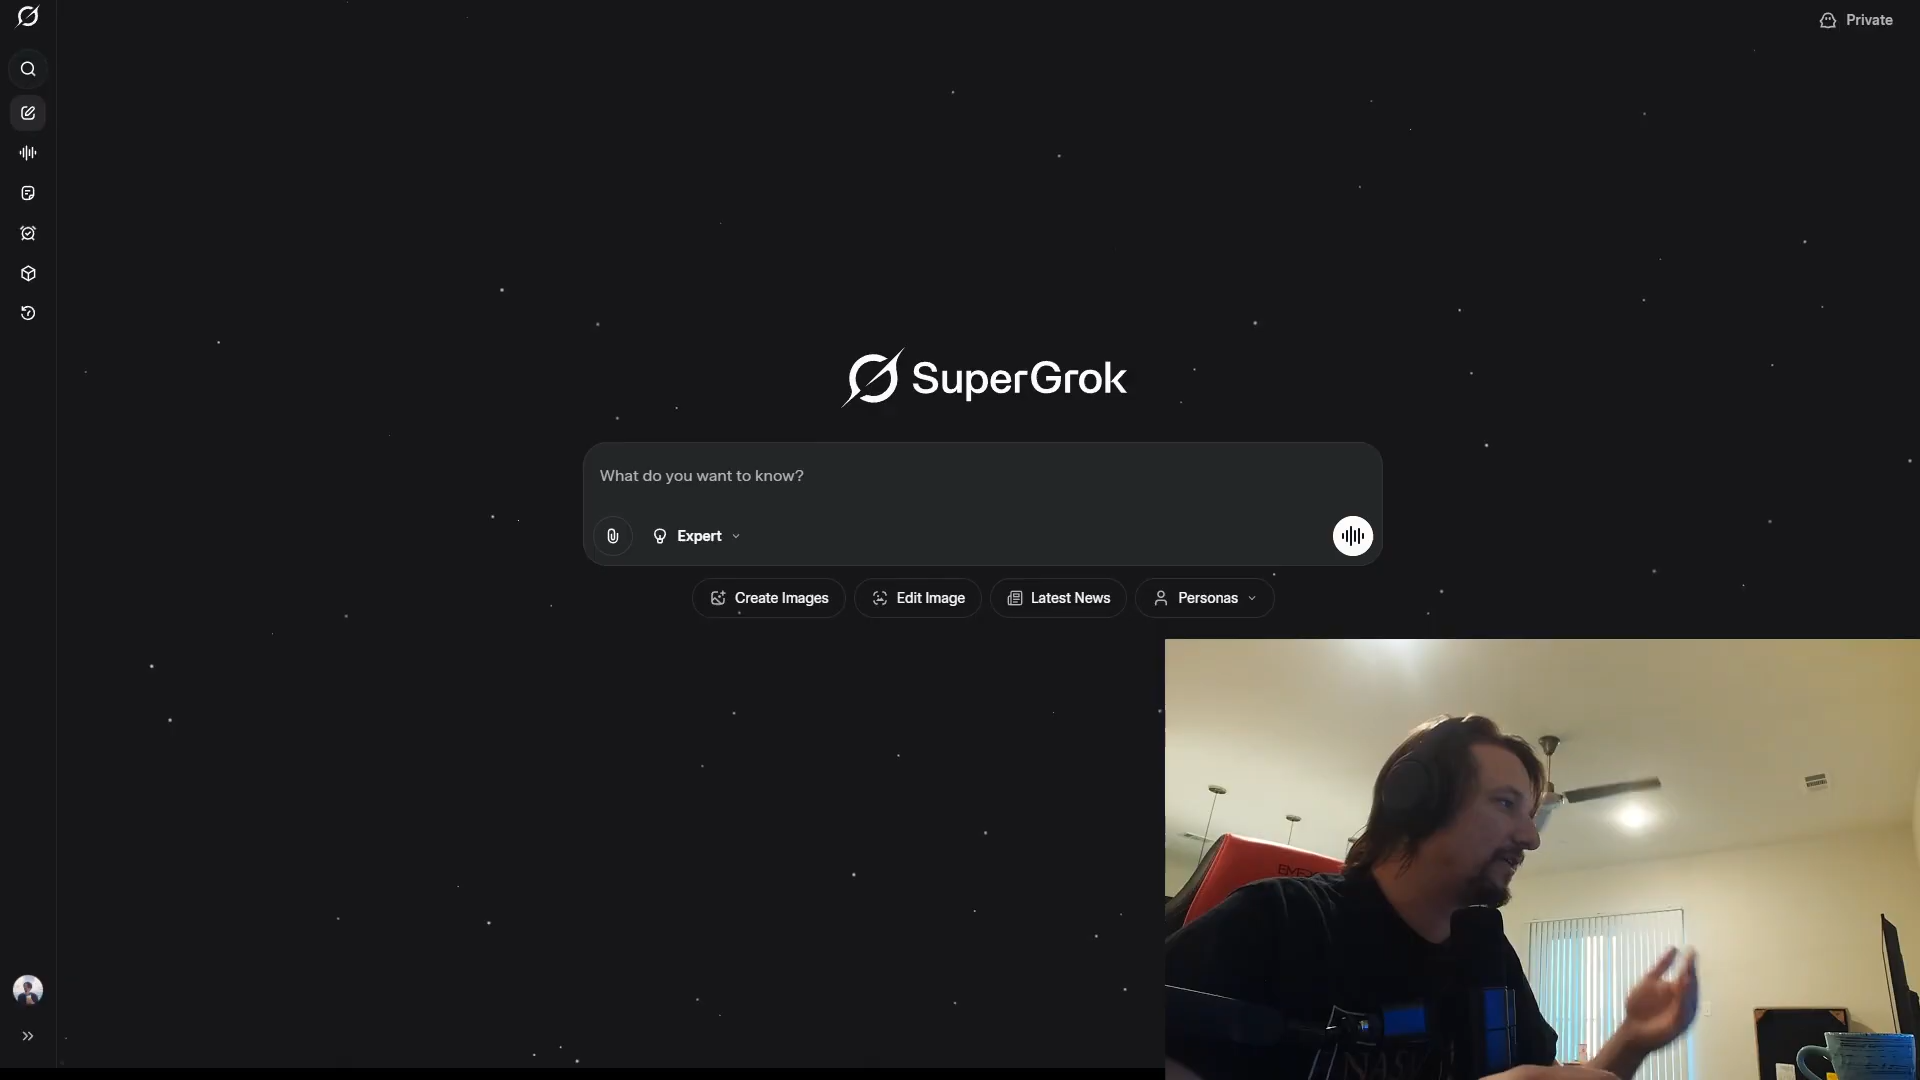 Private
SuperGrok
What do you want to know?
Expert
Create Images
Edit Image
Latest News
Personas